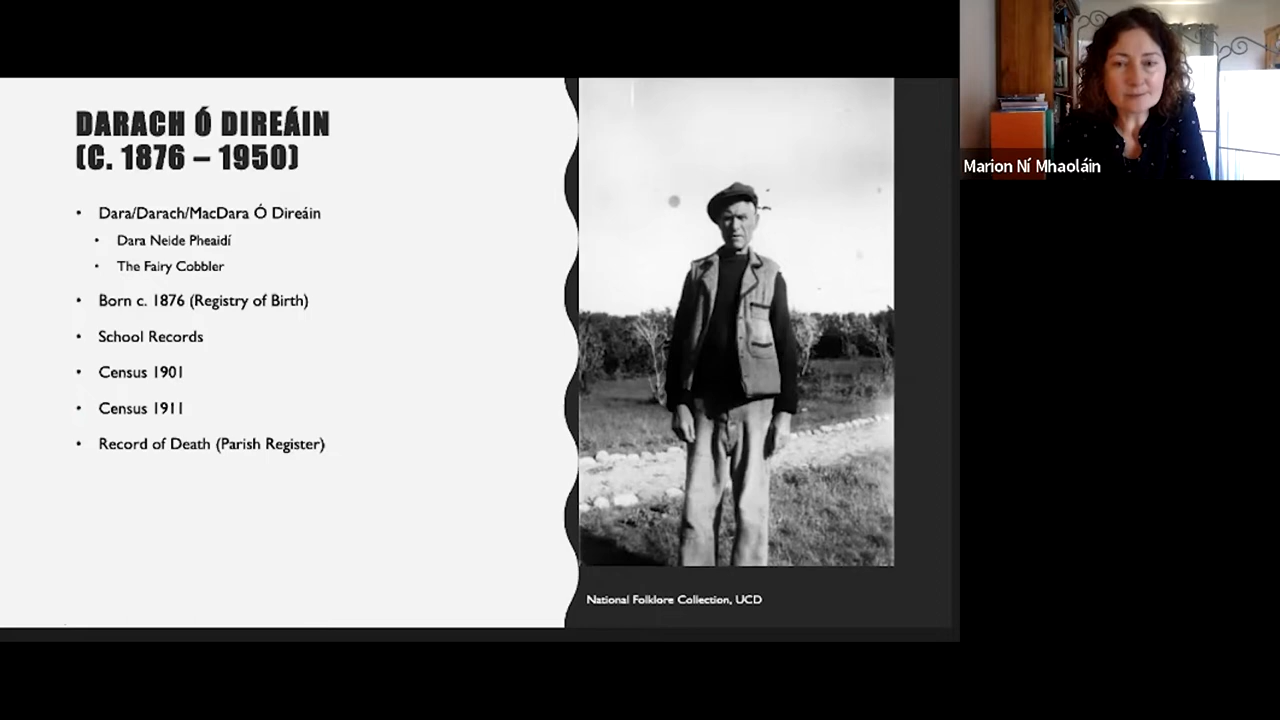 DARACH Ó DIREÁIN
(C. 1876 – 1950)
• Dara/Darach/MacDara Ó Direáin
• Dara Neide Pheaidí
• The Fairy Cobbler
• Born c. 1876 (Registry of Birth)
• School Records
• Census 1901
• Census 1911
• Record of Death (Parish Register)
National Folklore Collection, UCD
Marion Ní Mhaoláin